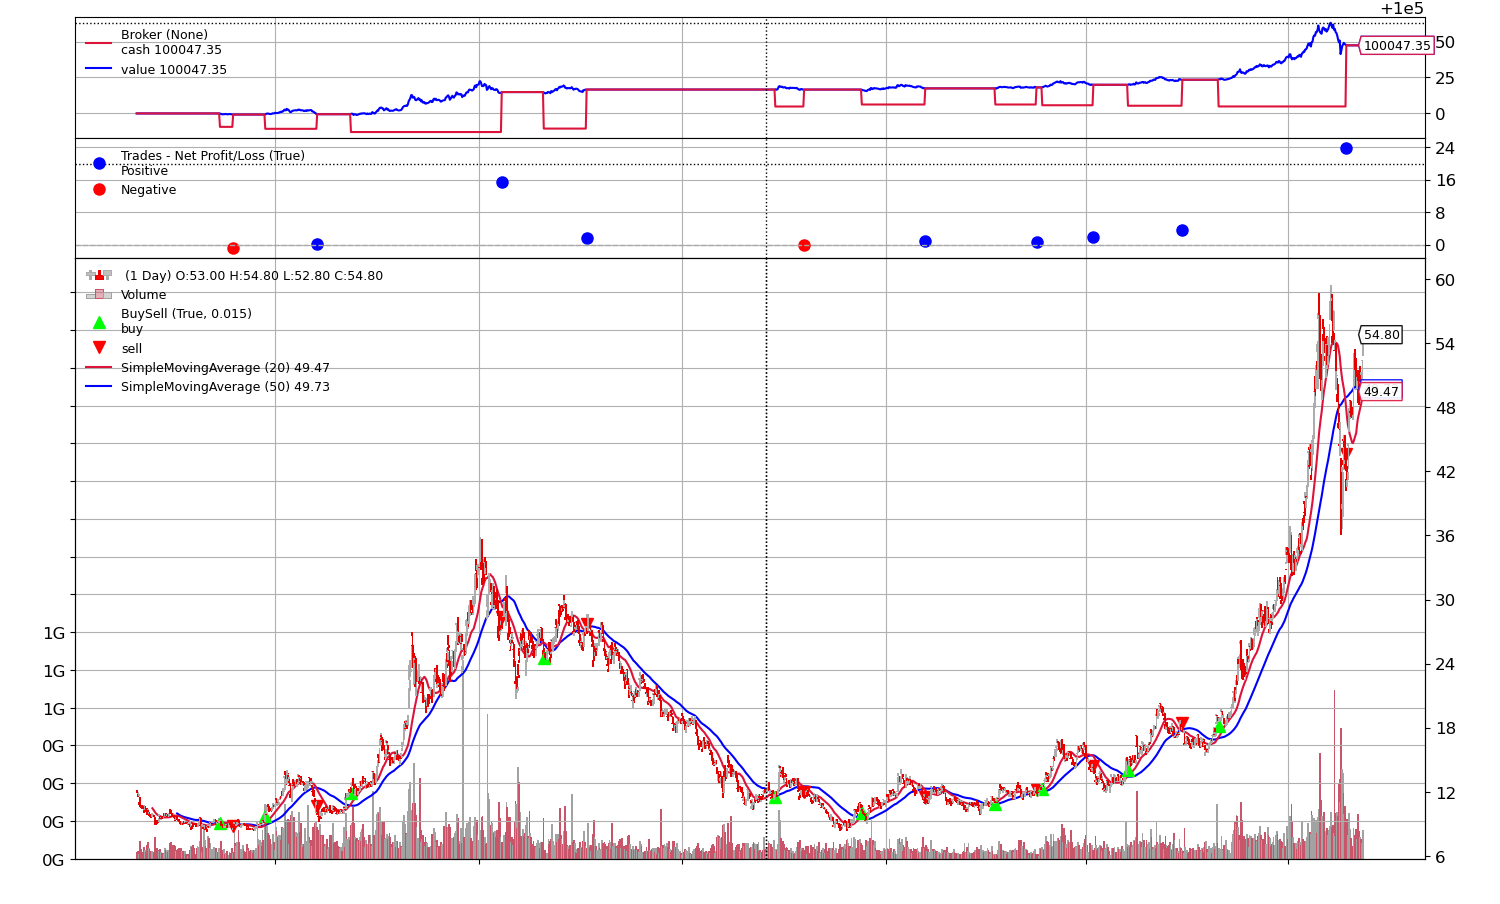 +1e5
Broker (None)
cash 100047.35
value 100047.35
100047.35
50
25
0
Trades - Net Profit/Loss (True)
Positive
Negative
24
16
8
0
(1 Day) O:53.00 H:54.80 L:52.80 C:54.80
Volume
BuySell (True, 0.015)
buy
sell
SimpleMovingAverage (20) 49.47
SimpleMovingAverage (50) 49.73
54.80
49.47
60
54
48
42
36
30
24
18
12
6
1G
1G
1G
0G
0G
0G
0G